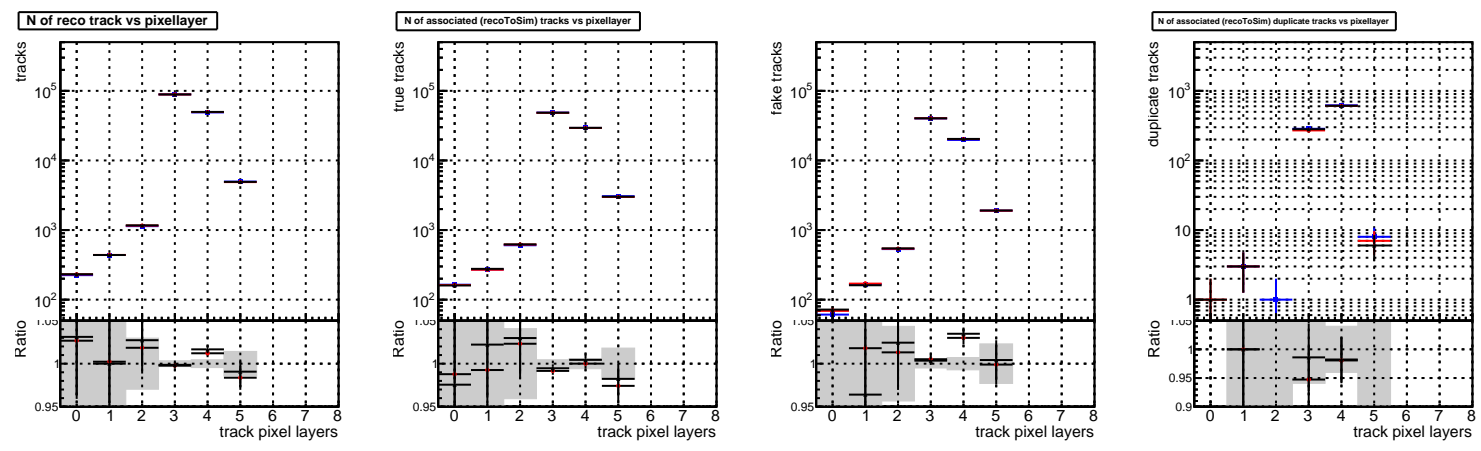 N of reco track vs pixellayer
tracks
10^5
10^4
10^3
10^2
Ratio
1.05
1
0.95
0 1 2 3 4 5 6 7 8
track pixel layers
N of associated (recoToSim) tracks vs pixellayer
true tracks
10^5
10^4
10^3
10^2
Ratio
1.05
1
0.95
0 1 2 3 4 5 6 7 8
track pixel layers
fake tracks
10^5
10^4
10^3
10^2
Ratio
1.05
1
0.95
0 1 2 3 4 5 6 7 8
track pixel layers
N of associated (recoToSim) duplicate tracks vs pixellayer
duplicate tracks
10^3
10^2
10
1
Ratio
1.05
1
0.95
0.9
0 1 2 3 4 5 6 7 8
track pixel layers